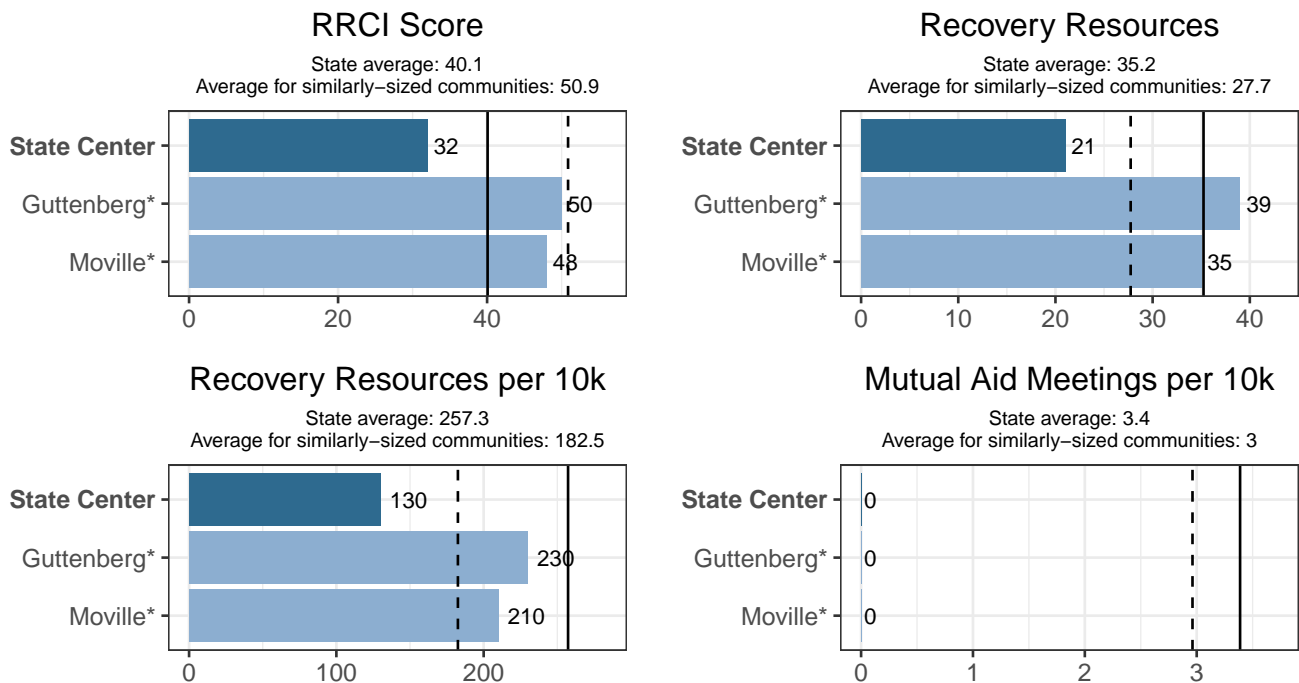 RRCI Score
State average: 40.1
Average for similarly−sized communities: 50.9
State Center
32
Guttenberg*
50
Moville*
48
0 20 40
Recovery Resources
State average: 35.2
Average for similarly−sized communities: 27.7
State Center
21
Guttenberg*
39
Moville*
35
0 10 20 30 40
Recovery Resources per 10k
State average: 257.3
Average for similarly−sized communities: 182.5
State Center
130
Guttenberg*
230
Moville*
210
0 100 200
Mutual Aid Meetings per 10k
State average: 3.4
Average for similarly−sized communities: 3
State Center
0
Guttenberg*
0
Moville*
0
0 1 2 3